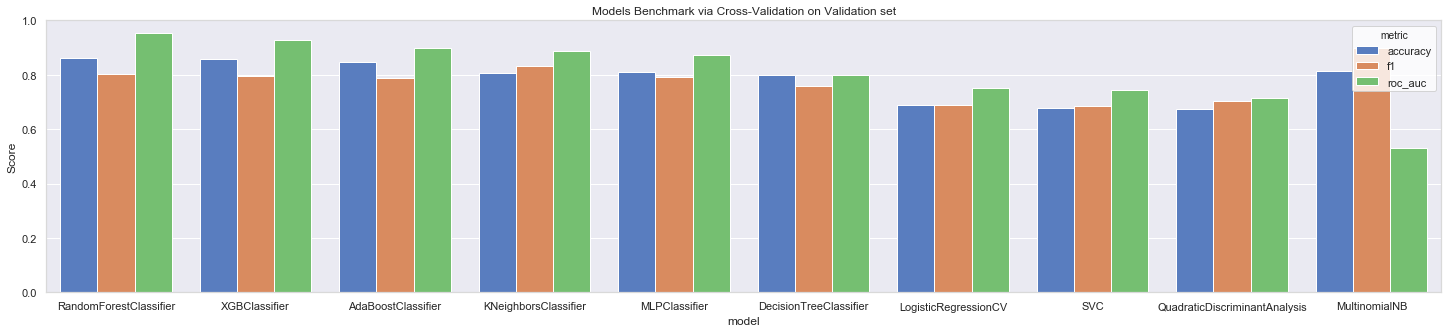 Models Benchmark via Cross-Validation on Validation set
1.0
0.8
0.6
0.4
0.2
0.0
Score
metric
accuracy
f1
roc_auc
RandomForestClassifier
XGBClassifier
AdaBoostClassifier
KNeighborsClassifier
MLPClassifier
DecisionTreeClassifier
LogisticRegressionCV
SVC
QuadraticDiscriminantAnalysis
MultinomialNB
model